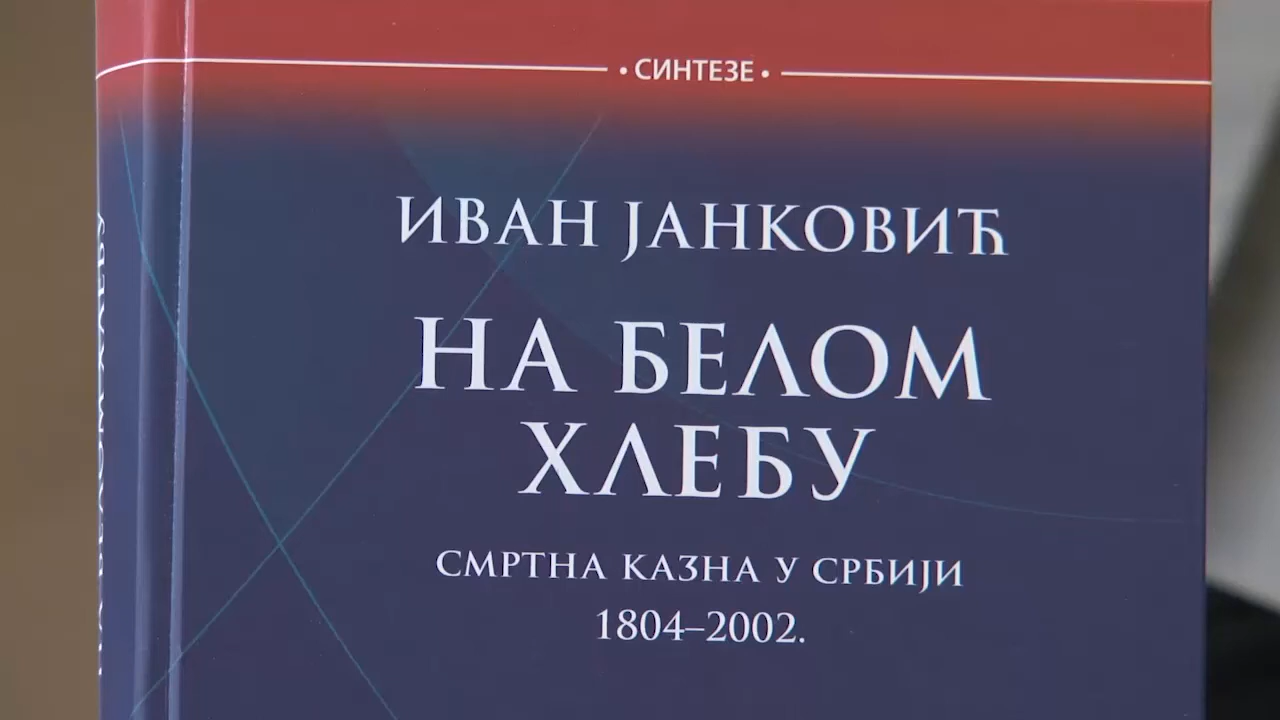 • СИНТЕЗЕ •
ИВАН ЈАНКОВИЋ
НА БЕЛОМ
ХЛЕБУ
СМРТНА КАЗНА У СРБИЈИ
1804–2002.